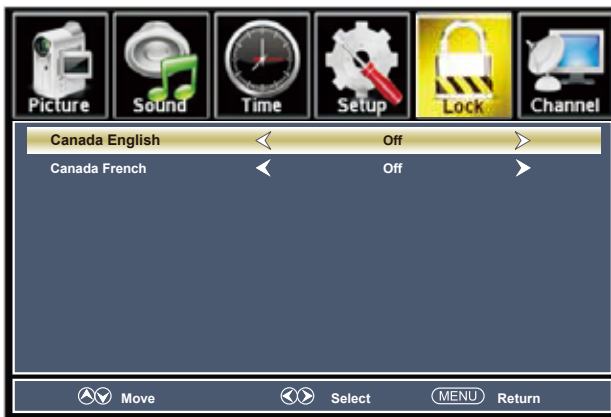 Picture Sound Time Setup Lock Channel
Canada English Off
Canada French Off
Move Select MENU Return